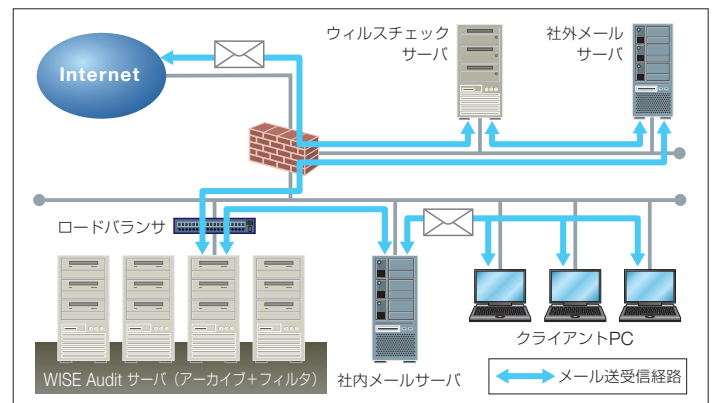 Internet
ウィルスチェック
サーバ
社外メール
サーバ
ロードバランサ
WISE Audit サーバ（アーカイブ＋フィルタ）
社内メールサーバ
クライアントPC
メール送受信経路